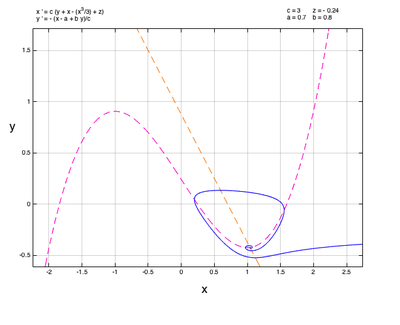 x ' = c (y + x - (x³/3) + z)
y ' = - (x - a + b y)/c
c = 3 z = - 0.24
a = 0.7 b = 0.8
1.5
1
y
0.5
0
-0.5
-2 -1.5 -1 -0.5 0 0.5 1 1.5 2 2.5
x